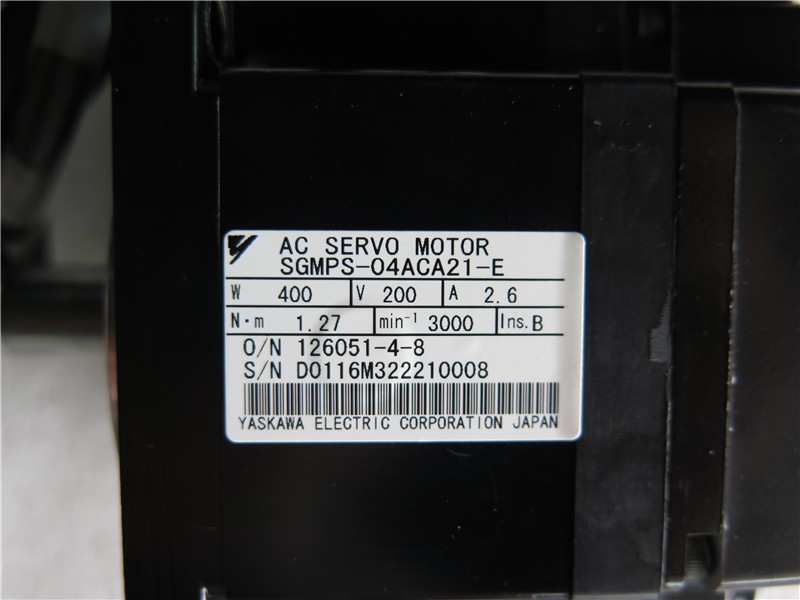 AC SERVO MOTOR
SGMPS-04ACA21-E
W 400 V 200 A 2.6
N·m 1.27 min⁻¹ 3000 Ins. B
O/N 126051-4-8
S/N D0116M322210008
YASKAWA ELECTRIC CORPORATION JAPAN